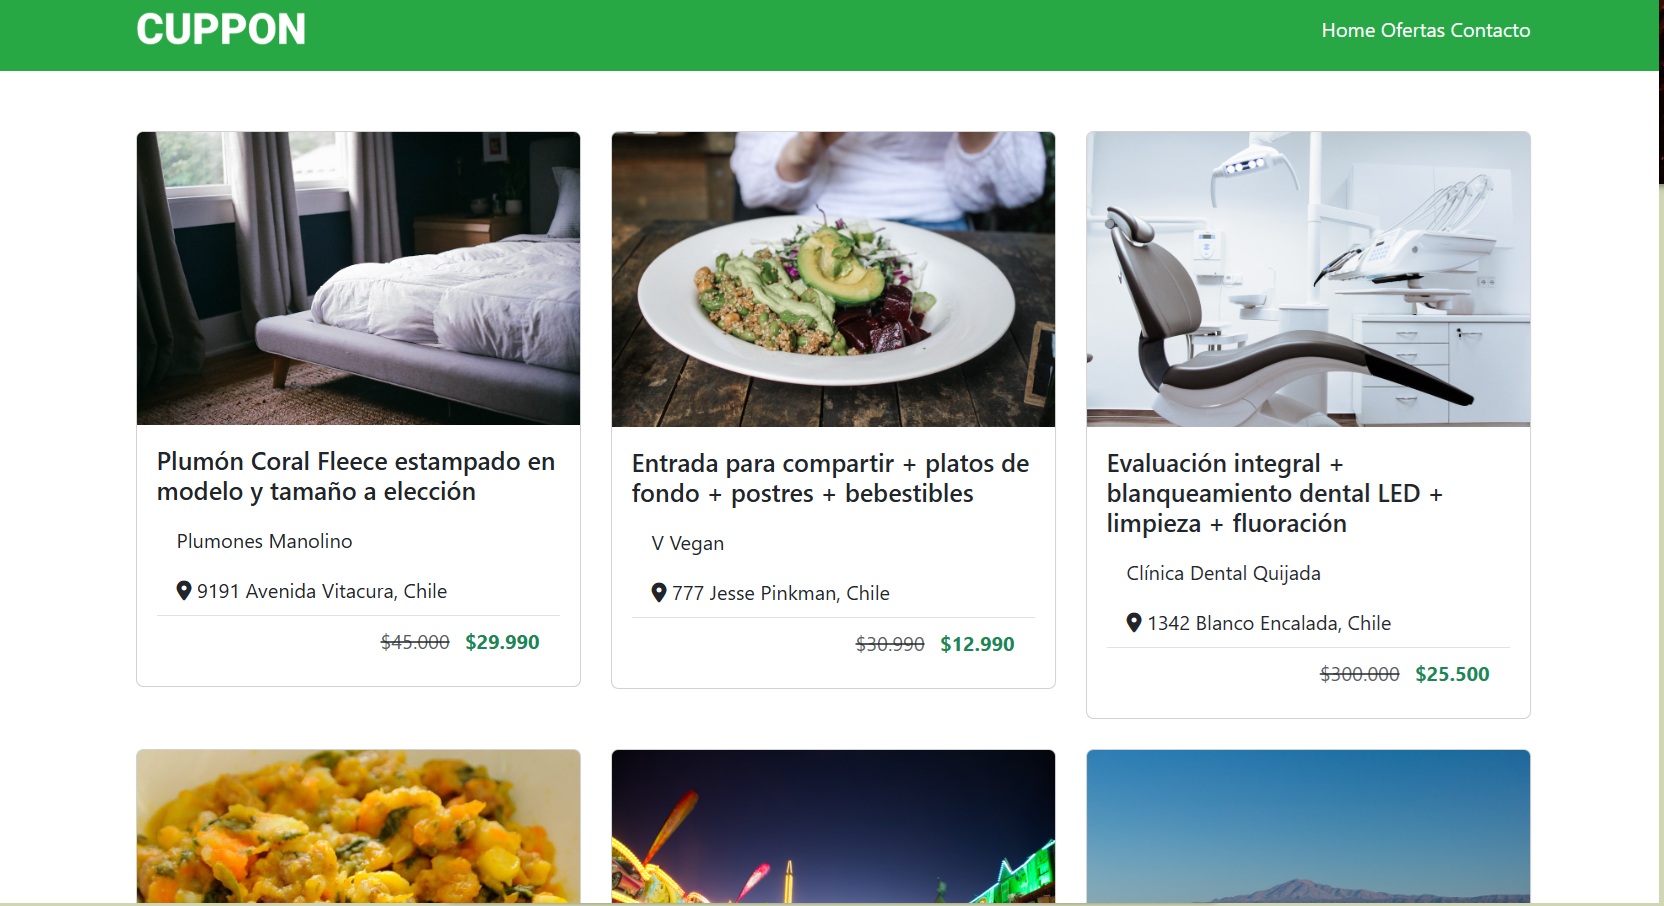 CUPPON
Home Ofertas Contacto
Plumón Coral Fleece estampado en
modelo y tamaño a elección
Plumones Manolino
9191 Avenida Vitacura, Chile
$45.000 $29.990
Entrada para compartir + platos de
fondo + postres + bebestibles
V Vegan
777 Jesse Pinkman, Chile
$30.990 $12.990
Evaluación integral +
blanqueamiento dental LED +
limpieza + fluoración
Clínica Dental Quijada
1342 Blanco Encalada, Chile
$300.000 $25.500